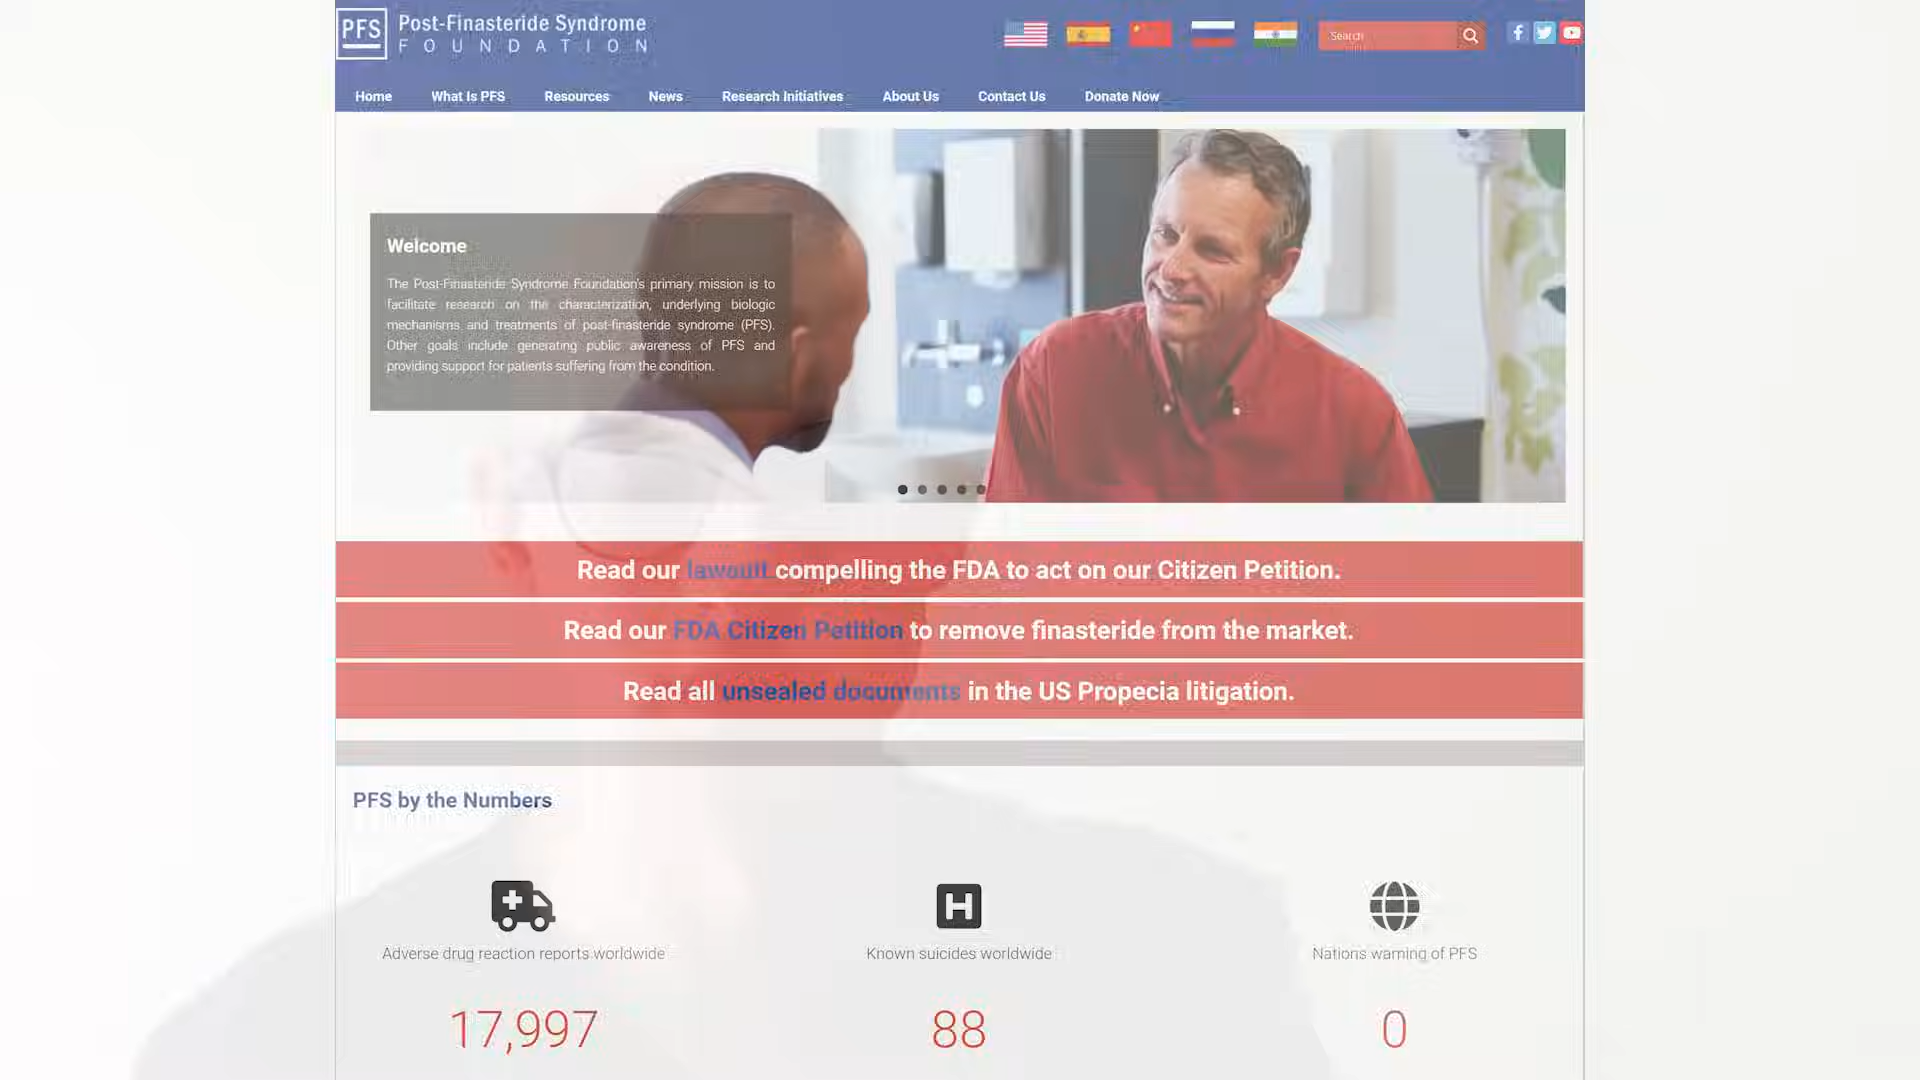 PFS
Post-Finasteride Syndrome
FOUNDATION
Search
Home What Is PFS Resources News Research Initiatives About Us Contact Us Donate Now
Welcome
The Post-Finasteride Syndrome Foundation's primary mission is to
facilitate research on the characterization, underlying biologic
mechanisms and treatments of post-finasteride syndrome (PFS).
Other goals include generating public awareness of PFS and
providing support for patients suffering from the condition.
Read our lawsuit compelling the FDA to act on our Citizen Petition.
Read our FDA Citizen Petition to remove finasteride from the market.
Read all unsealed documents in the US Propecia litigation.
PFS by the Numbers
H
Adverse drug reaction reports worldwide
Known suicides worldwide
Nations warning of PFS
17,997
88
0